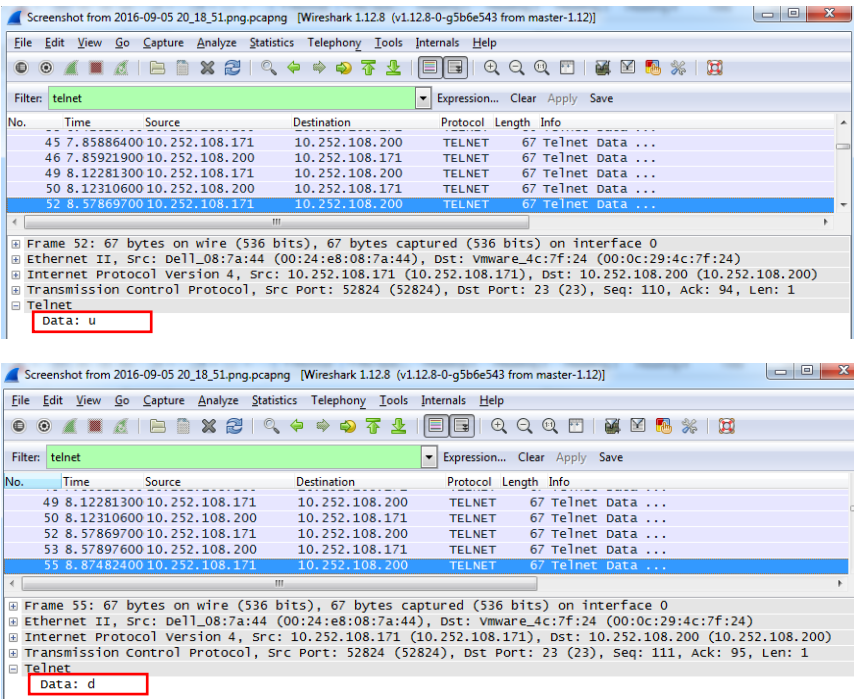 Screenshot from 2016-09-05 20_18_51.png.pcapng [Wireshark 1.12.8 (v1.12.8-0-g5b6e543 from master-1.12)]
File Edit View Go Capture Analyze Statistics Telephony Tools Internals Help
Filter: telnet Expression... Clear Apply Save
No. Time Source Destination Protocol Length Info
45 7.85886400 10.252.108.171 10.252.108.200 TELNET 67 Telnet Data ...
46 7.85921900 10.252.108.200 10.252.108.171 TELNET 67 Telnet Data ...
49 8.12281300 10.252.108.171 10.252.108.200 TELNET 67 Telnet Data ...
50 8.12310600 10.252.108.200 10.252.108.171 TELNET 67 Telnet Data ...
52 8.57869700 10.252.108.171 10.252.108.200 TELNET 67 Telnet Data ...
Frame 52: 67 bytes on wire (536 bits), 67 bytes captured (536 bits) on interface 0
Ethernet II, Src: Dell_08:7a:44 (00:24:e8:08:7a:44), Dst: Vmware_4c:7f:24 (00:0c:29:4c:7f:24)
Internet Protocol Version 4, Src: 10.252.108.171 (10.252.108.171), Dst: 10.252.108.200 (10.252.108.200)
Transmission Control Protocol, Src Port: 52824 (52824), Dst Port: 23 (23), Seq: 110, Ack: 94, Len: 1
Telnet
Data: u
Screenshot from 2016-09-05 20_18_51.png.pcapng [Wireshark 1.12.8 (v1.12.8-0-g5b6e543 from master-1.12)]
File Edit View Go Capture Analyze Statistics Telephony Tools Internals Help
Filter: telnet Expression... Clear Apply Save
No. Time Source Destination Protocol Length Info
49 8.12281300 10.252.108.171 10.252.108.200 TELNET 67 Telnet Data ...
50 8.12310600 10.252.108.200 10.252.108.171 TELNET 67 Telnet Data ...
52 8.57869700 10.252.108.171 10.252.108.200 TELNET 67 Telnet Data ...
53 8.57897600 10.252.108.200 10.252.108.171 TELNET 67 Telnet Data ...
55 8.87482400 10.252.108.171 10.252.108.200 TELNET 67 Telnet Data ...
Frame 55: 67 bytes on wire (536 bits), 67 bytes captured (536 bits) on interface 0
Ethernet II, Src: Dell_08:7a:44 (00:24:e8:08:7a:44), Dst: Vmware_4c:7f:24 (00:0c:29:4c:7f:24)
Internet Protocol Version 4, Src: 10.252.108.171 (10.252.108.171), Dst: 10.252.108.200 (10.252.108.200)
Transmission Control Protocol, Src Port: 52824 (52824), Dst Port: 23 (23), Seq: 111, Ack: 95, Len: 1
Telnet
Data: d